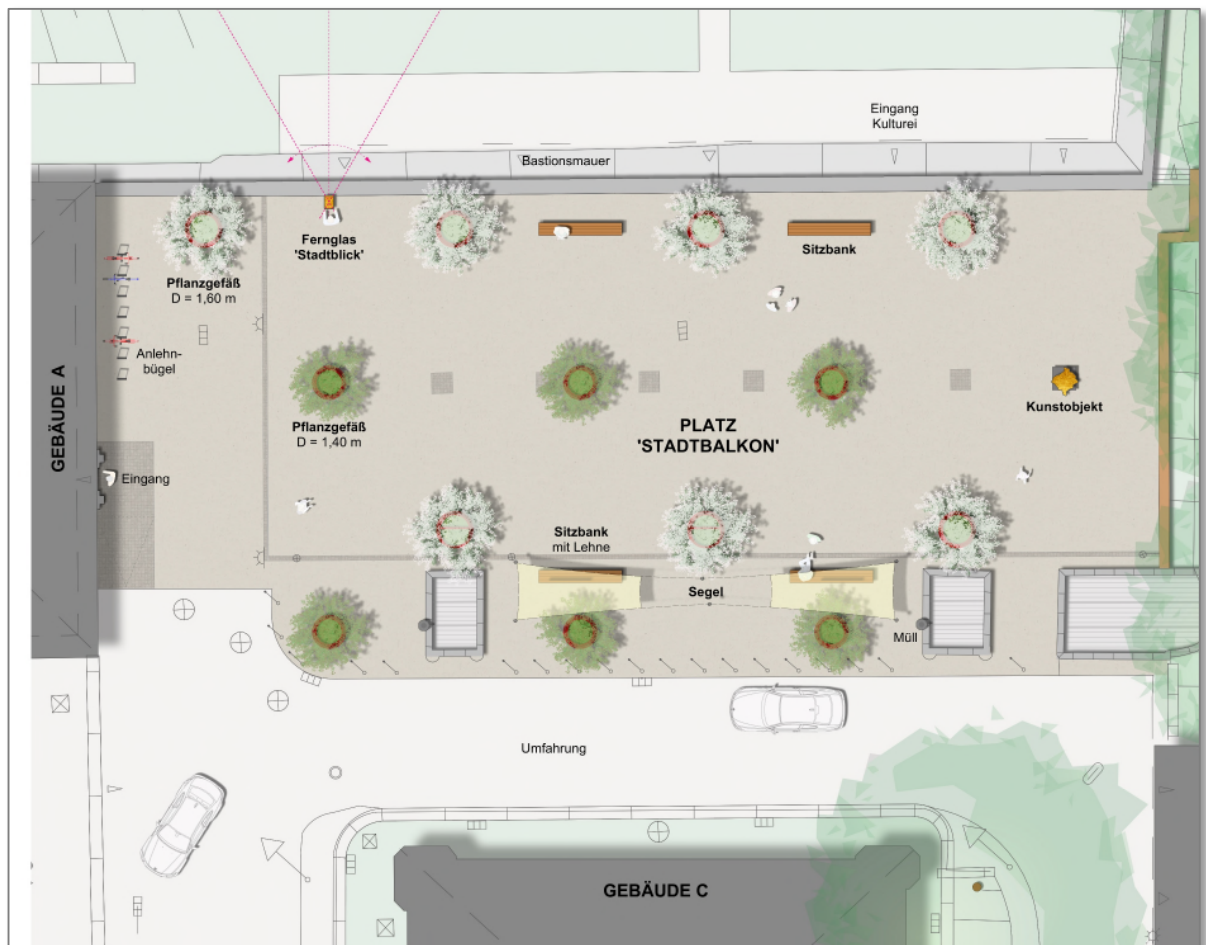 Eingang
Kulturei
Bastionsmauer
Fernglas
'Stadtblick'
Sitzbank
Pflanzgefäß
D = 1,60 m
Anlehn-
bügel
GEBÄUDE A
Kunstobjekt
Pflanzgefäß
D = 1,40 m
PLATZ
'STADTBALKON'
Eingang
Sitzbank
mit Lehne
Segel
Müll
Umfahrung
GEBÄUDE C